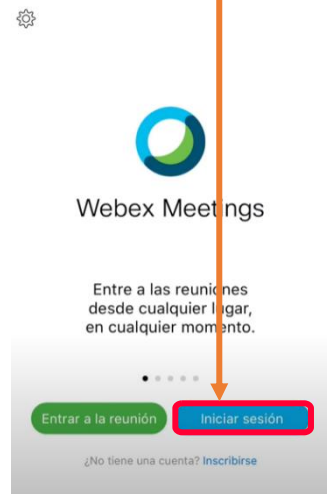 Webex Meetings
Entre a las reuniones
desde cualquier lugar,
en cualquier momento.
Entrar a la reunión
Iniciar sesión
¿No tiene una cuenta? Inscribirse